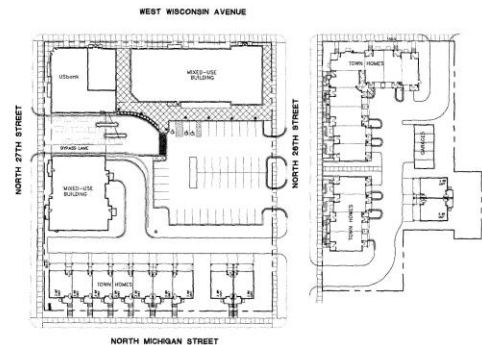 WEST WISCONSIN AVENUE
USbank
MIXED-USE
BUILDING
TOWN HOMES
NORTH 27TH STREET
BYPASS LANE
NORTH 26TH STREET
GARAGES
MIXED-USE
BUILDING
TOWN HOMES
TOWN HOMES
NORTH MICHIGAN STREET